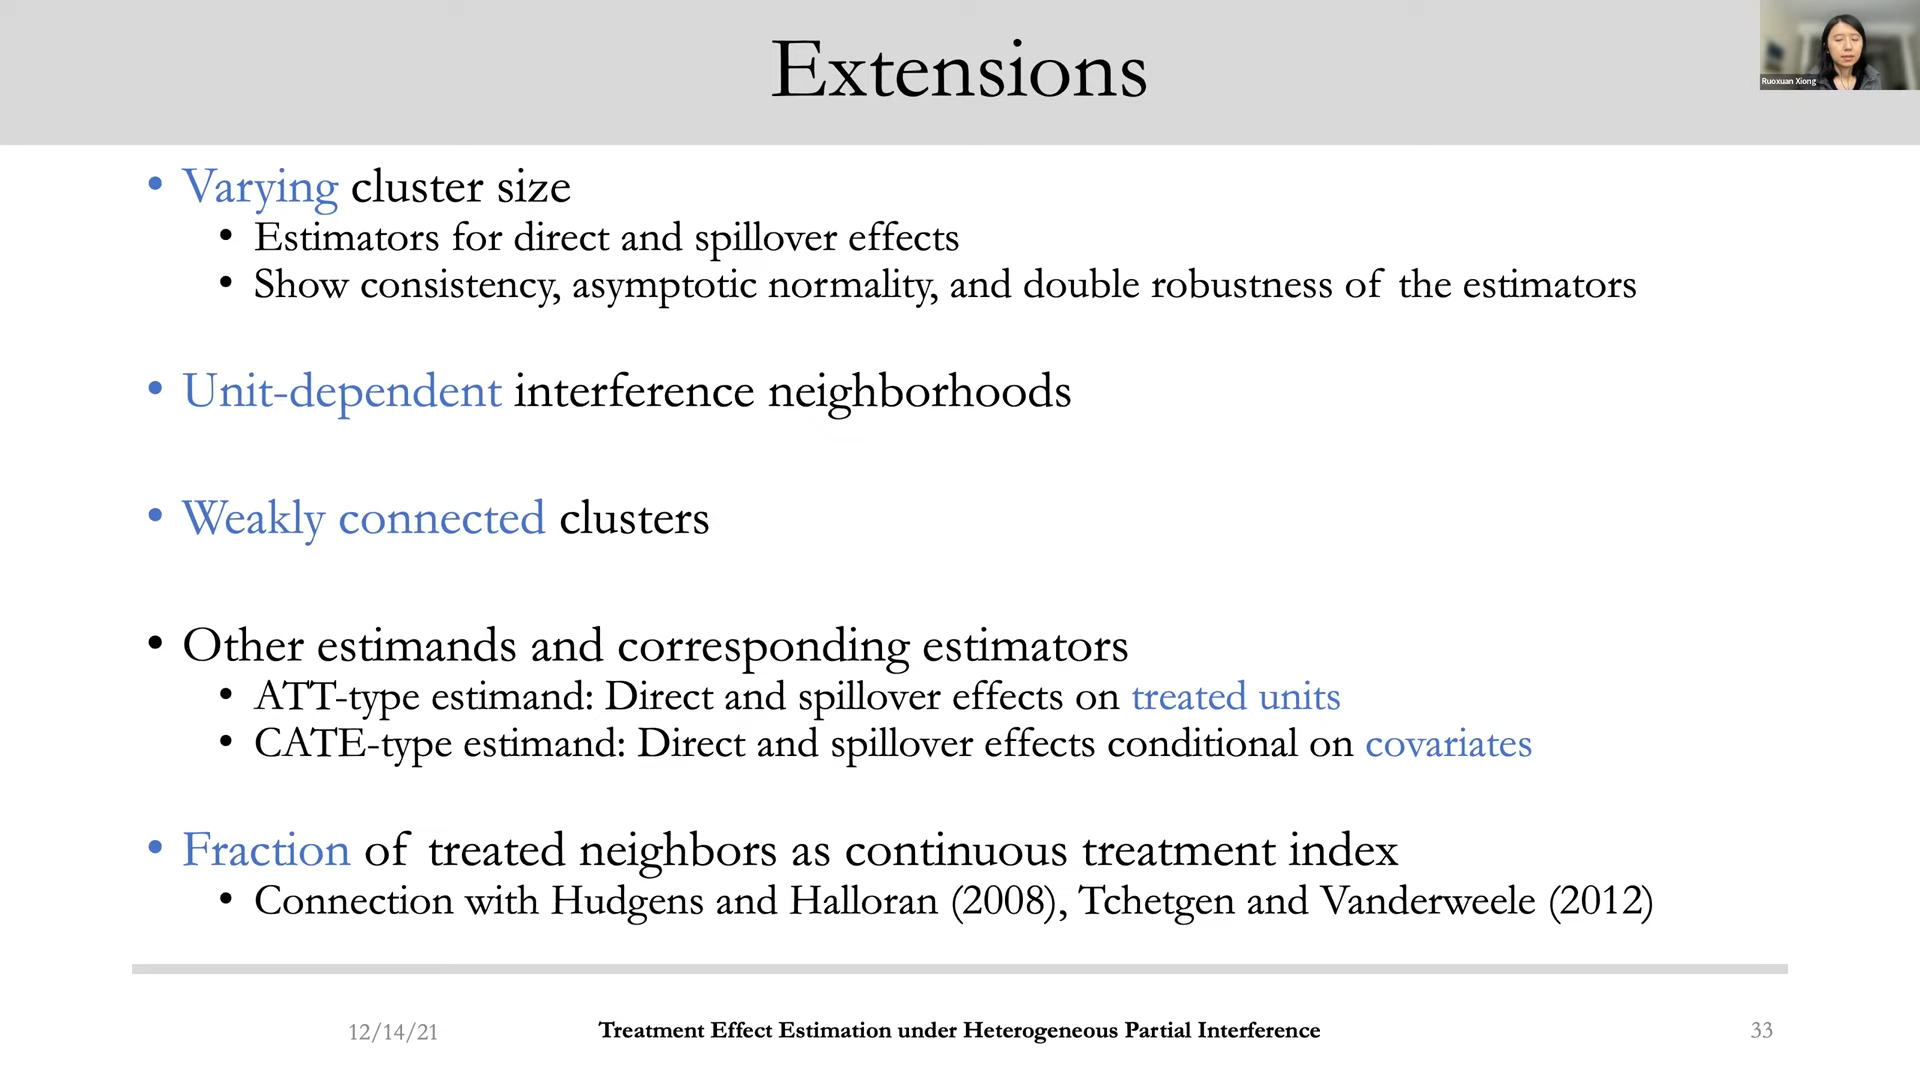 Extensions
Ruoxuan Xiong
• Varying cluster size
• Estimators for direct and spillover effects
• Show consistency, asymptotic normality, and double robustness of the estimators
• Unit-dependent interference neighborhoods
• Weakly connected clusters
• Other estimands and corresponding estimators
• ATT-type estimand: Direct and spillover effects on treated units
• CATE-type estimand: Direct and spillover effects conditional on covariates
• Fraction of treated neighbors as continuous treatment index
• Connection with Hudgens and Halloran (2008), Tchetgen and Vanderweele (2012)
12/14/21
Treatment Effect Estimation under Heterogeneous Partial Interference
33